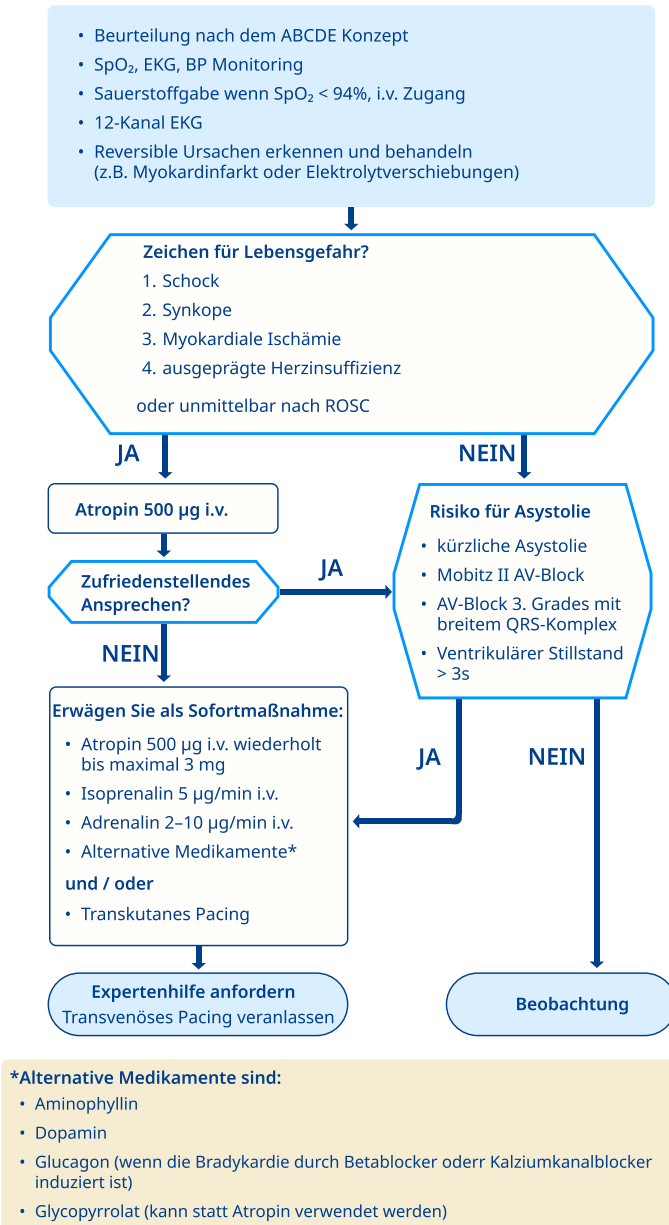 • Beurteilung nach dem ABCDE Konzept
• SpO₂, EKG, BP Monitoring
• Sauerstoffgabe wenn SpO₂ < 94%, i.v. Zugang
• 12-Kanal EKG
• Reversible Ursachen erkennen und behandeln
(z.B. Myokardinfarkt oder Elektrolytverschiebungen)
Zeichen für Lebensgefahr?
1. Schock
2. Synkope
3. Myokardiale Ischämie
4. ausgeprägte Herzinsuffizienz
oder unmittelbar nach ROSC
JA
NEIN
Atropin 500 µg i.v.
Zufriedenstellendes
Ansprechen?
JA
NEIN
Risiko für Asystolie
• kürzliche Asystolie
• Mobitz II AV-Block
• AV-Block 3. Grades mit
breitem QRS-Komplex
• Ventrikulärer Stillstand
> 3s
JA
NEIN
Erwägen Sie als Sofortmaßnahme:
• Atropin 500 µg i.v. wiederholt
bis maximal 3 mg
• Isoprenalin 5 µg/min i.v.
• Adrenalin 2–10 µg/min i.v.
• Alternative Medikamente*
und / oder
• Transkutanes Pacing
Expertenhilfe anfordern
Transvenöses Pacing veranlassen
Beobachtung
*Alternative Medikamente sind:
• Aminophyllin
• Dopamin
• Glucagon (wenn die Bradykardie durch Betablocker oderr Kalziumkanalblocker
induziert ist)
• Glycopyrrolat (kann statt Atropin verwendet werden)